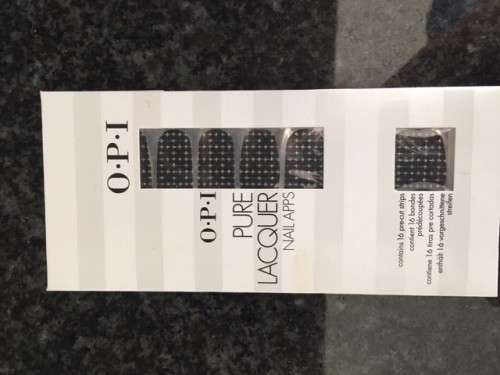 O·P·I
O·P·I
PURE
LACQUER
NAIL APPS
contains 16 pre-cut strips
contient 16 bandes
prédécoupées
contiene 16 tiras pre cortadas
enthält 16 vorgeschnittene
streifen